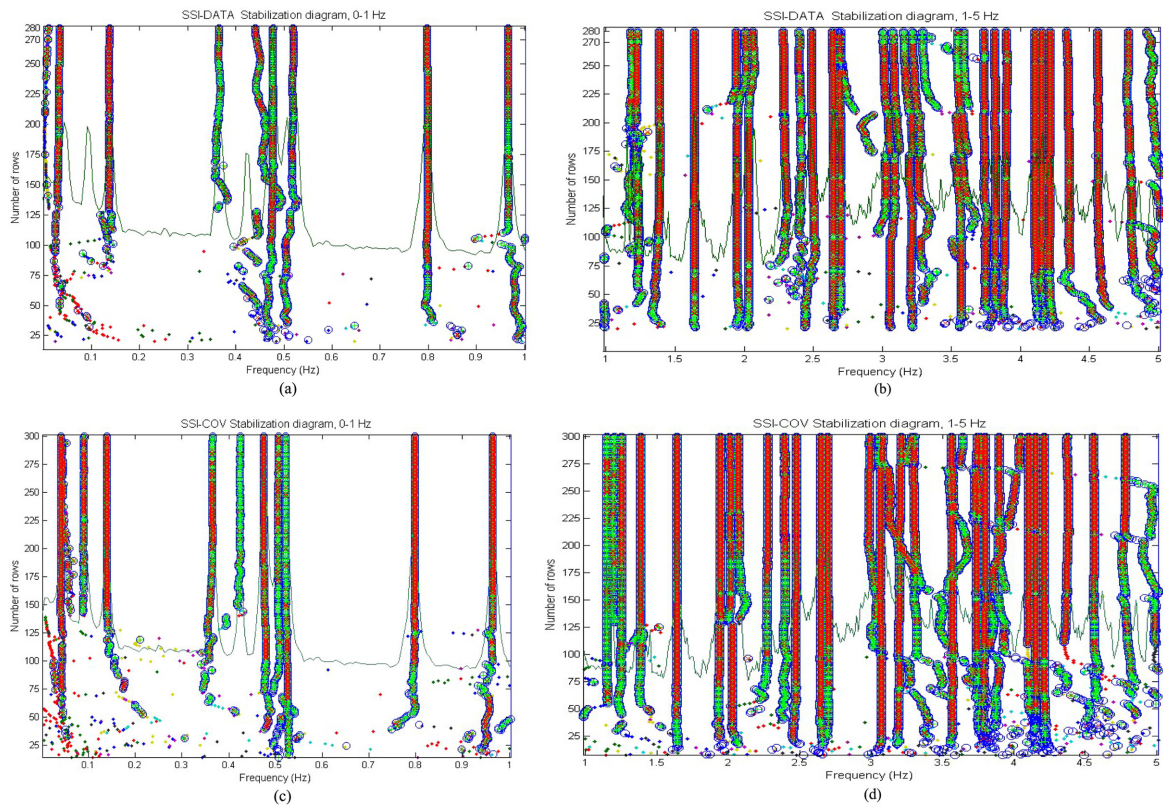 SSI-DATA Stabilization diagram, 0-1 Hz
280
270
250
225
200
175
150
125
100
75
50
25
Number of rows
0.1 0.2 0.3 0.4 0.5 0.6 0.7 0.8 0.9 1
Frequency (Hz)
(a)
SSI-DATA Stabilization diagram, 1-5 Hz
280
270
250
225
200
175
150
125
100
75
50
25
Number of rows
1 1.5 2 2.5 3 3.5 4 4.5 5
Frequency (Hz)
(b)
SSI-COV Stabilization diagram, 0-1 Hz
300
275
250
225
200
175
150
125
100
75
50
25
Number of rows
0.1 0.2 0.3 0.4 0.5 0.6 0.7 0.8 0.9 1
Frequency (Hz)
(c)
SSI-COV Stabilization diagram, 1-5 Hz
300
275
250
225
200
175
150
125
100
75
50
25
Number of rows
1 1.5 2 2.5 3 3.5 4 4.5 5
Frequency (Hz)
(d)